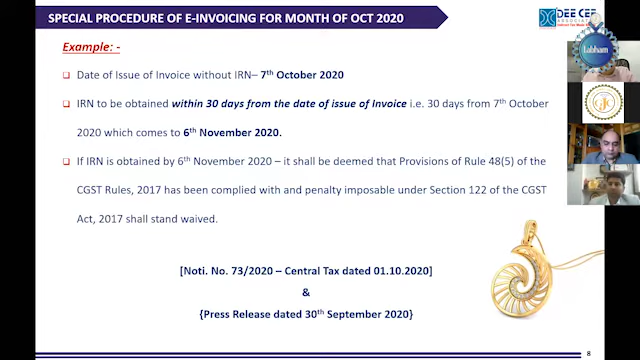 SPECIAL PROCEDURE OF E-INVOICING FOR MONTH OF OCT 2020
DEE CEE
Labham
Example: -
Date of Issue of Invoice without IRN– 7th October 2020
IRN to be obtained within 30 days from the date of issue of Invoice i.e. 30 days from 7th October
2020 which comes to 6th November 2020.
If IRN is obtained by 6th November 2020 – it shall be deemed that Provisions of Rule 48(5) of the
CGST Rules, 2017 has been complied with and penalty imposable under Section 122 of the CGST
Act, 2017 shall stand waived.
[Noti. No. 73/2020 – Central Tax dated 01.10.2020]
&
{Press Release dated 30th September 2020}
8